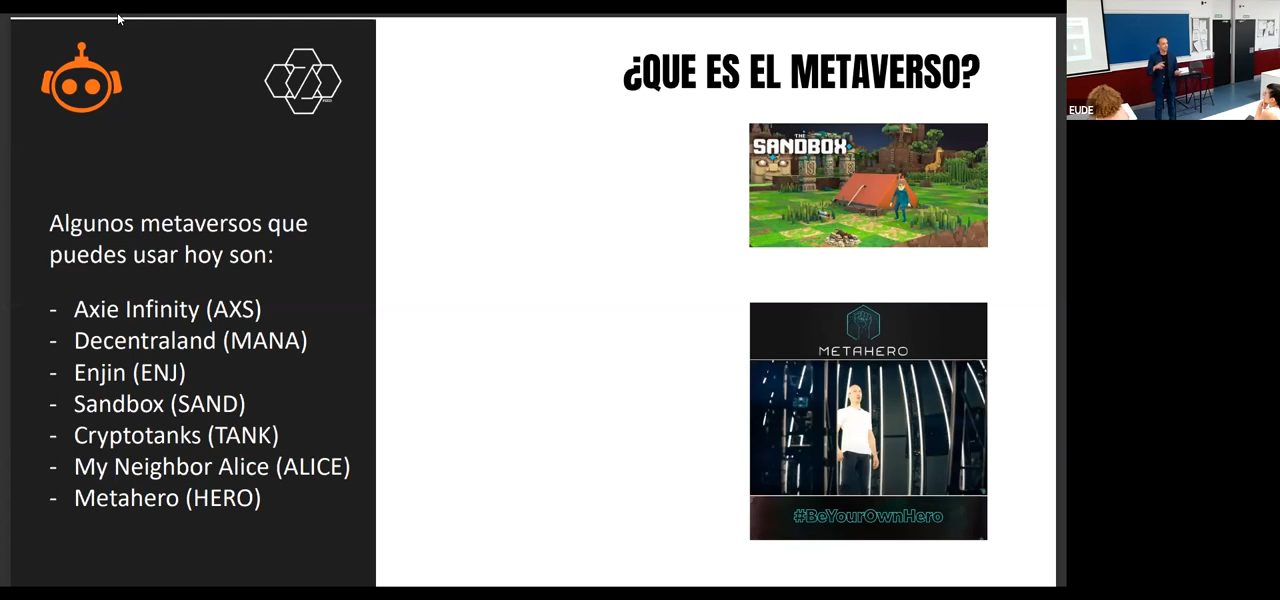 ¿QUE ES EL METAVERSO?
Algunos metaversos que
puedes usar hoy son:
- Axie Infinity (AXS)
- Decentraland (MANA)
- Enjin (ENJ)
- Sandbox (SAND)
- Cryptotanks (TANK)
- My Neighbor Alice (ALICE)
- Metahero (HERO)
THE
SANDBOX
METAHERO
#BeYourOwnHero
EUDE